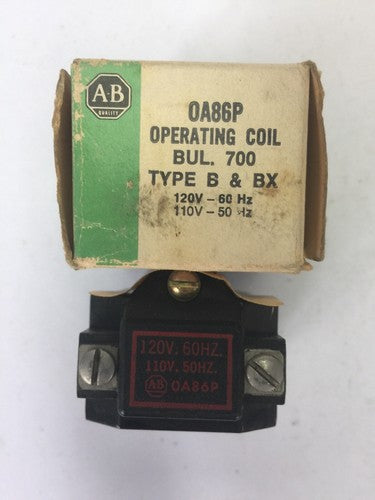 AB
QUALITY
OA86P
OPERATING COIL
BUL. 700
TYPE B & BX
120V - 60 Hz
110V - 50 Hz
120V. 60HZ.
110V. 50HZ.
AB OA86P